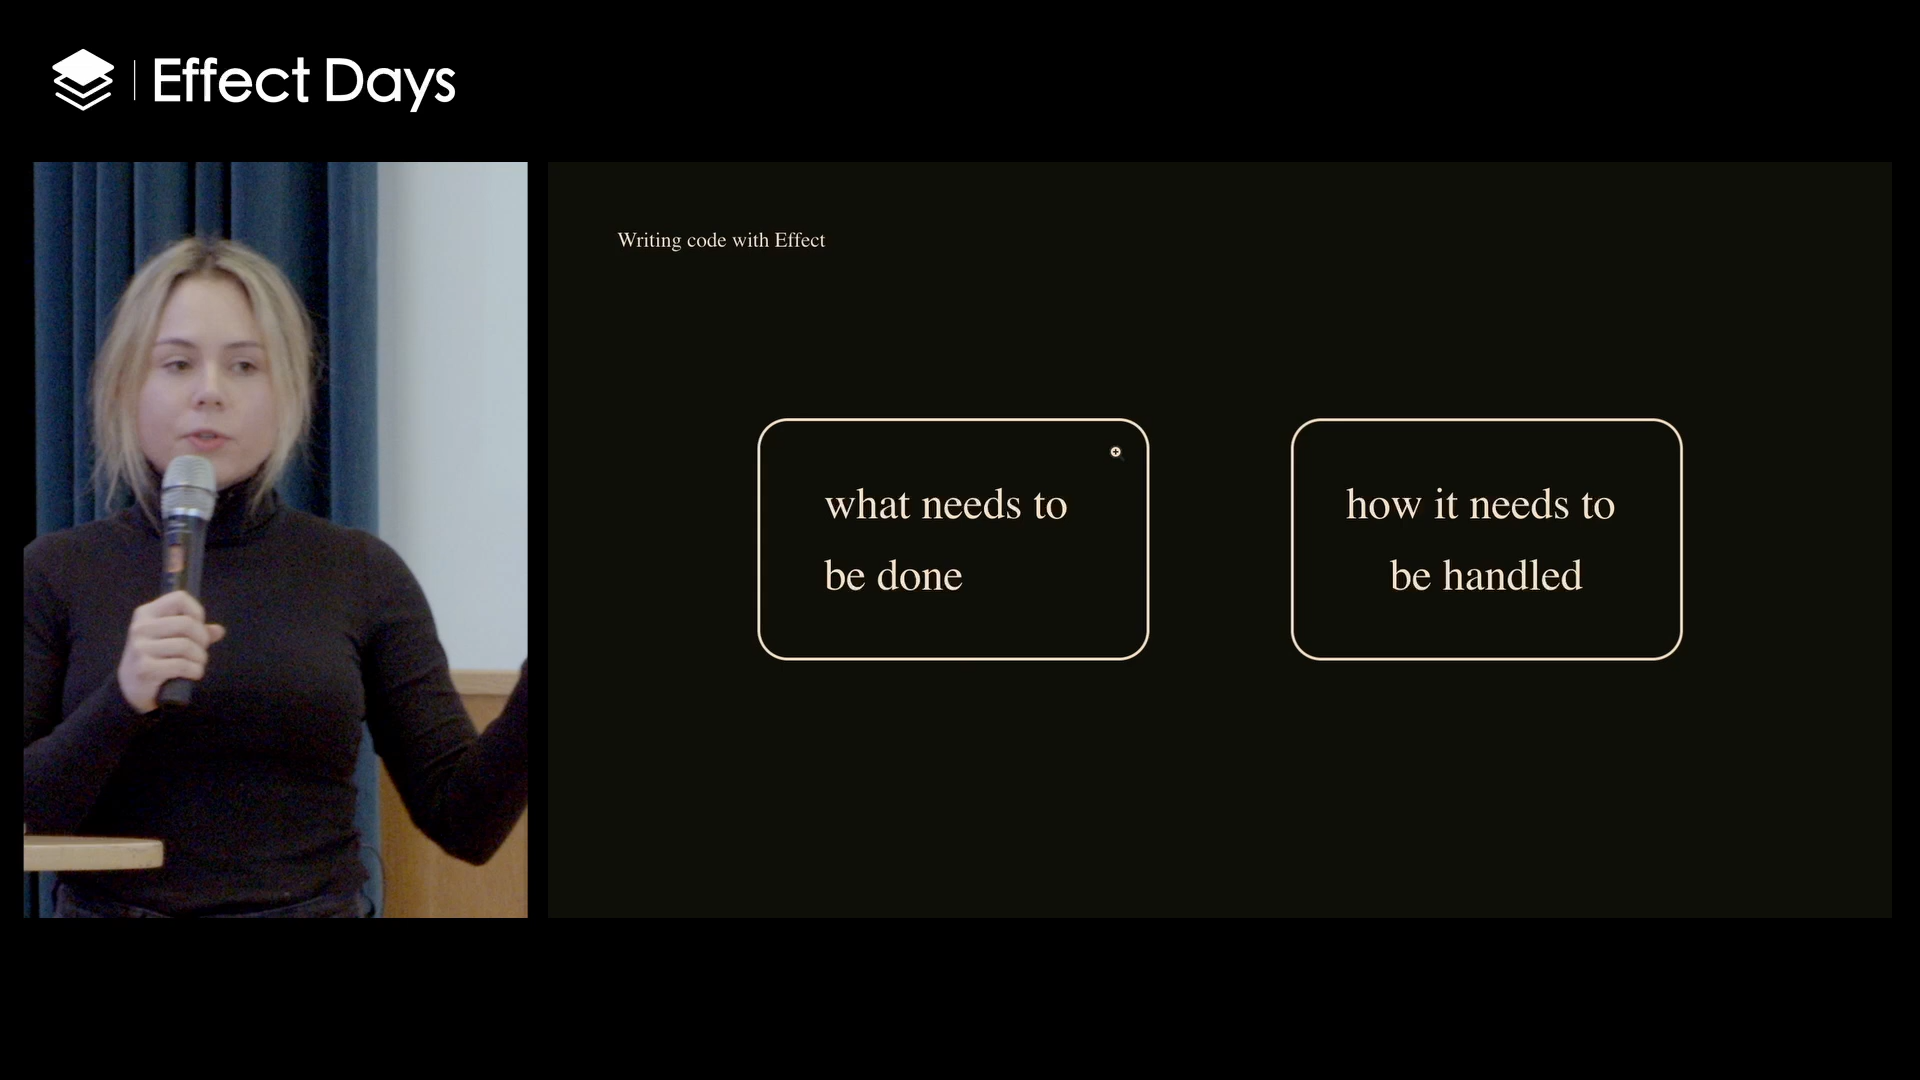 Effect Days
Writing code with Effect
what needs to
be done
how it needs to
be handled